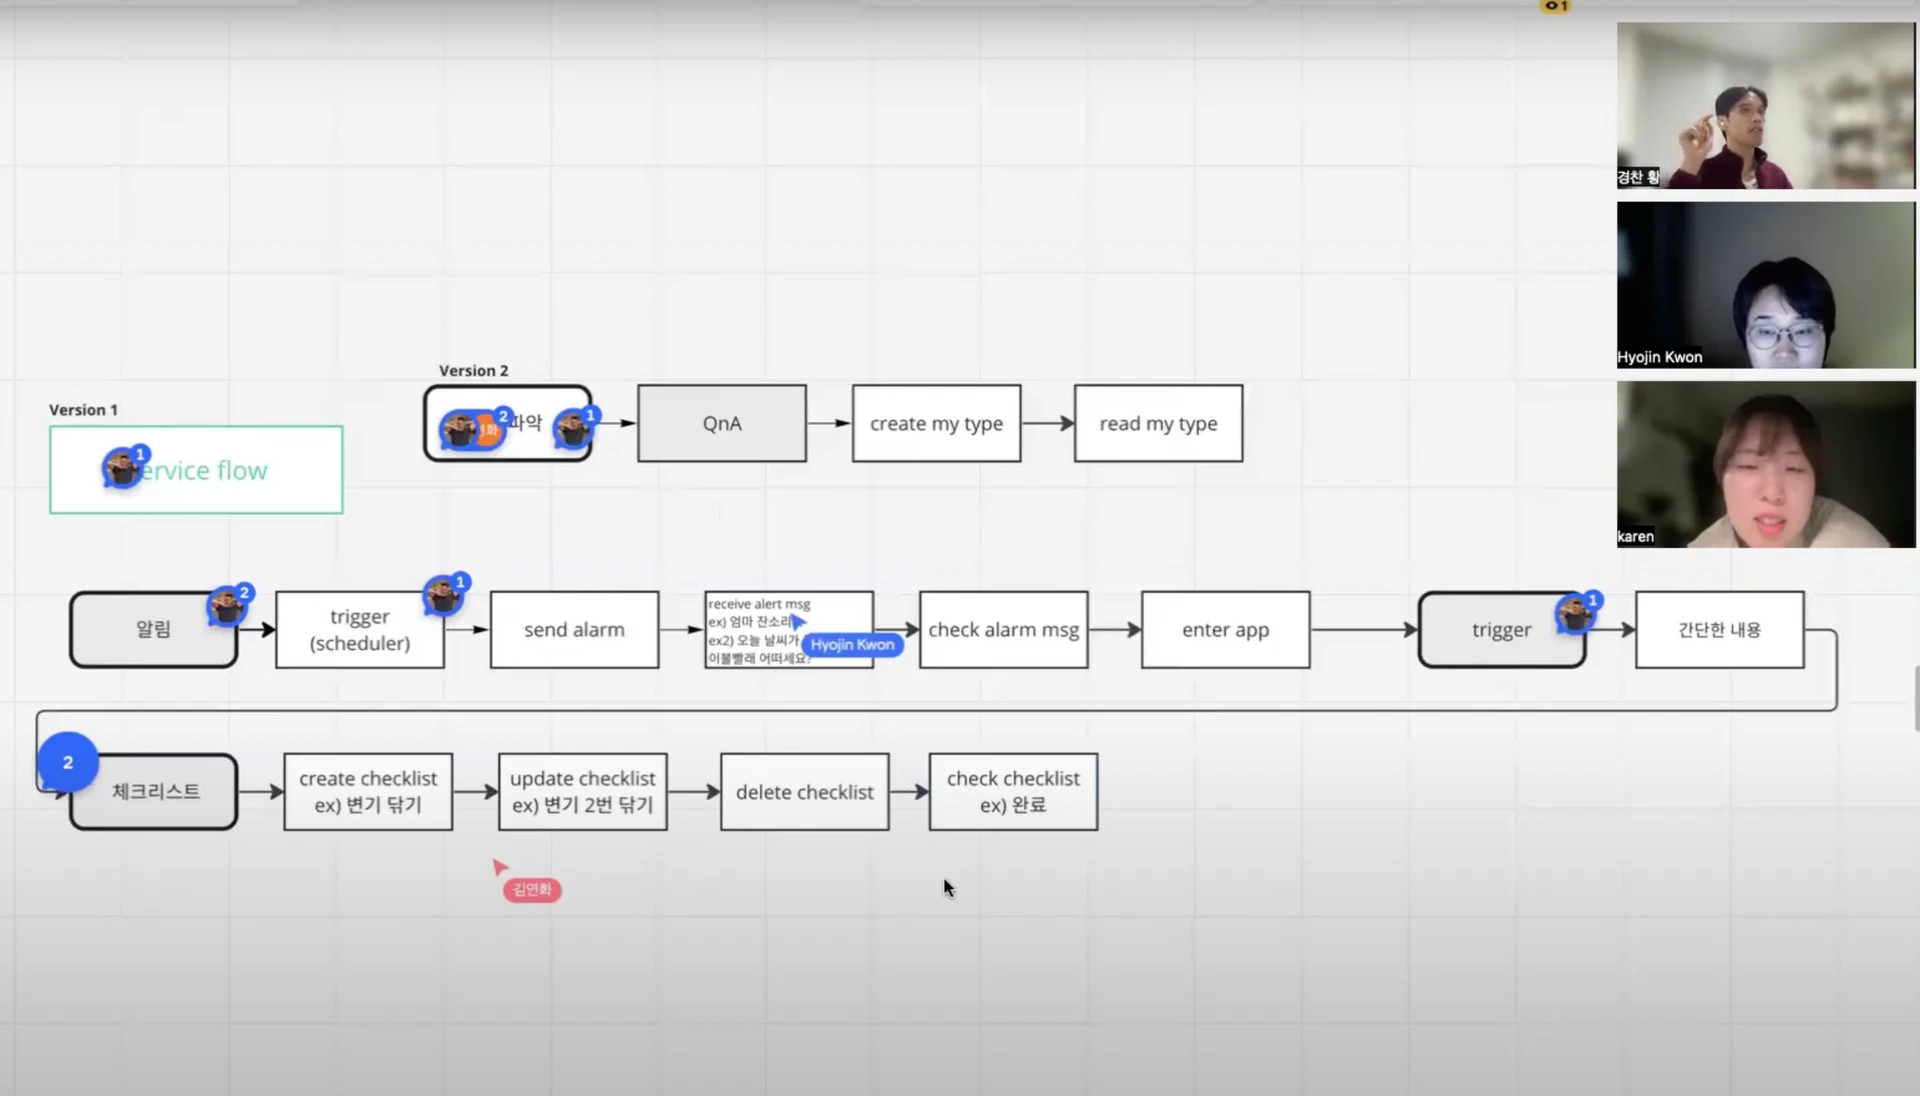 1
경찬 황
Hyojin Kwon
karen
Version 2
2
파악
1
QnA
create my type
read my type
Version 1
1
ervice flow
알림
2
trigger
(scheduler)
1
send alarm
receive alert msg
ex) 엄마 잔소리
ex2) 오늘 날씨가
이불빨래 어떠세요?
Hyojin Kwon
check alarm msg
enter app
trigger
1
간단한 내용
2
체크리스트
create checklist
ex) 변기 닦기
update checklist
ex) 변기 2번 닦기
delete checklist
check checklist
ex) 완료
김연화